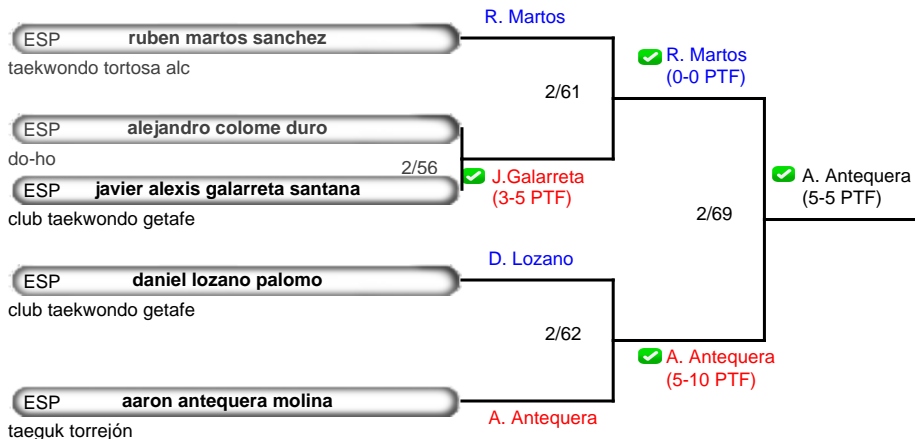 R. Martos
ESP ruben martos sanchez
taekwondo tortosa alc
R. Martos
(0-0 PTF)
2/61
ESP alejandro colome duro
do-ho
2/56
ESP javier alexis galarreta santana
club taekwondo getafe
J.Galarreta
(3-5 PTF)
A. Antequera
(5-5 PTF)
2/69
D. Lozano
ESP daniel lozano palomo
club taekwondo getafe
2/62
A. Antequera
(5-10 PTF)
ESP aaron antequera molina
taeguk torrejón
A. Antequera